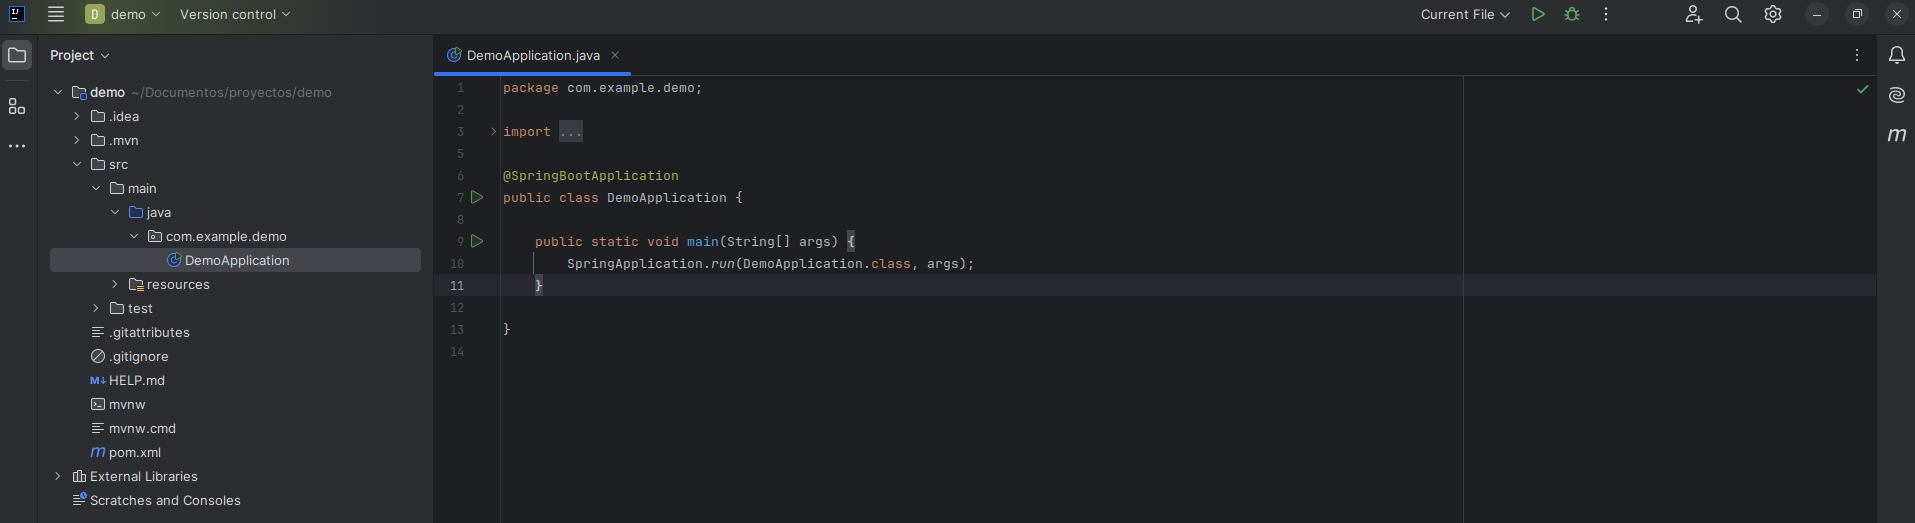 IJ
D demo Version control
Current File
Project
demo ~/Documentos/proyectos/demo
.idea
.mvn
src
main
java
com.example.demo
DemoApplication
resources
test
.gitattributes
.gitignore
M↓ HELP.md
mvnw
mvnw.cmd
m pom.xml
External Libraries
Scratches and Consoles
DemoApplication.java
1 package com.example.demo;
2
3 import ...
5
6 @SpringBootApplication
7 public class DemoApplication {
8
9 public static void main(String[] args) {
10 SpringApplication.run(DemoApplication.class, args);
11 }
12
13 }
14
m